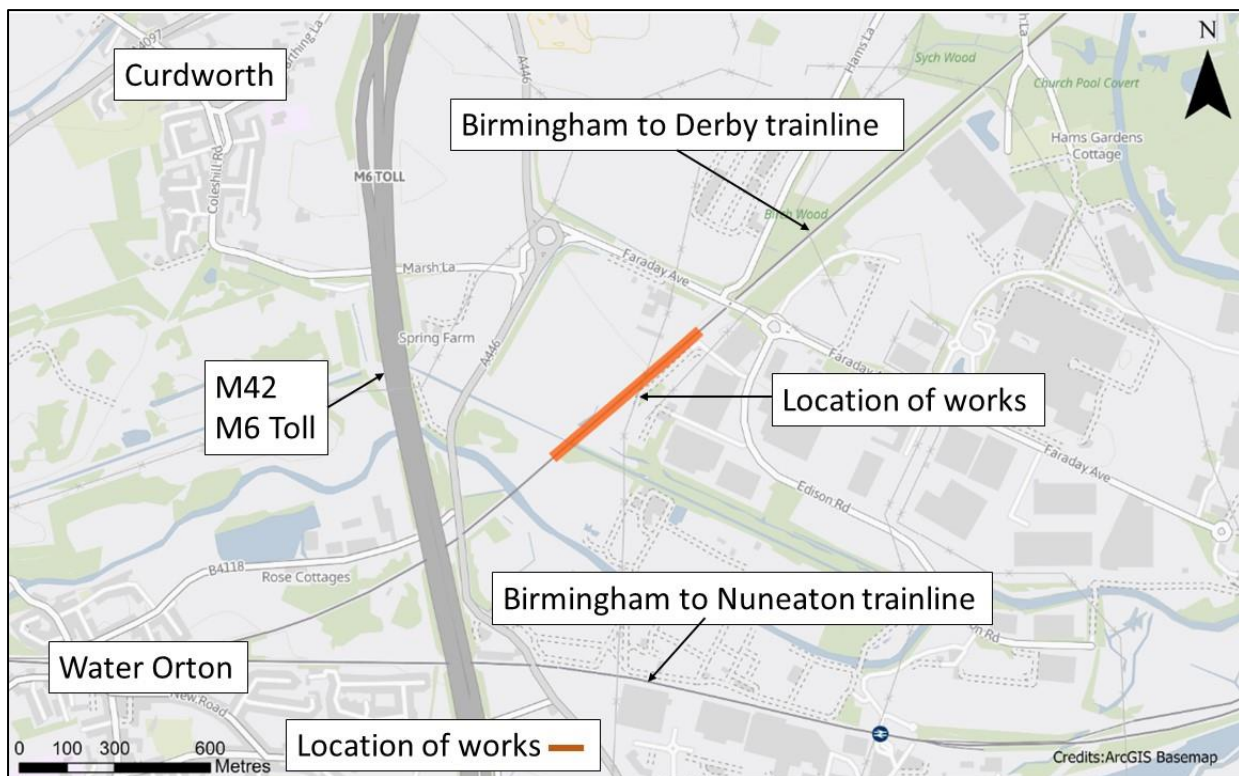 A4097
Curdworth
Coleshill Rd
M6 TOLL
Marsh La
A446
Hams La
Sych Wood
Church Pool Covert
N
Birmingham to Derby trainline
Hams Gardens
Cottage
Birch Wood
Faraday Ave
Spring Farm
A446
M42
M6 Toll
Location of works
Edison Rd
Faraday Ave
B4118
Rose Cottages
Birmingham to Nuneaton trainline
Water Orton
New Road
Location of works
0 100 300 600
Metres
Credits:ArcGIS Basemap